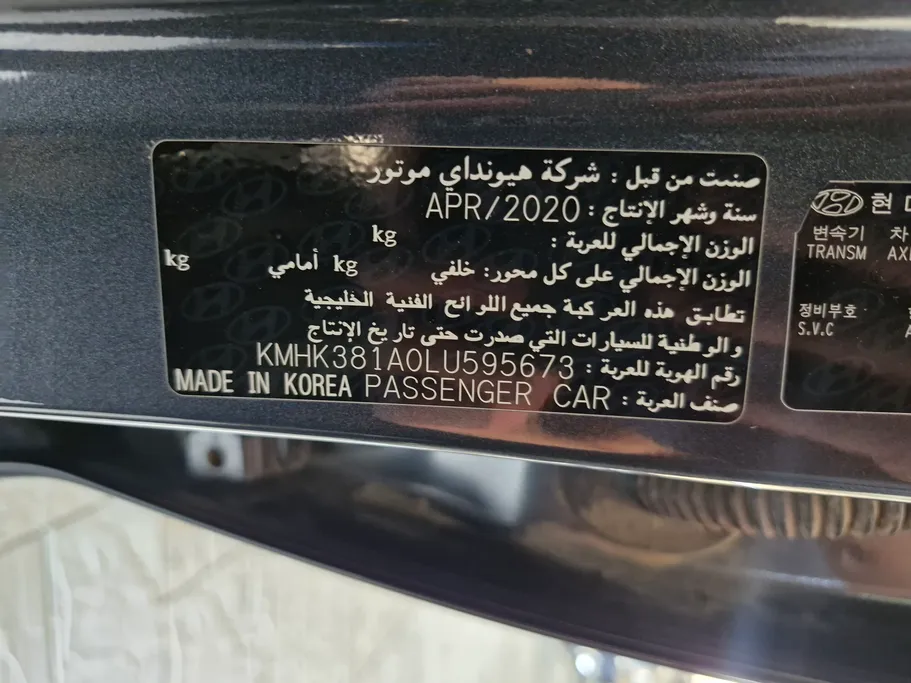 صنعت من قبل : شركة هيونداي موتور
سنة وشهر الإنتاج : APR/2020
الوزن الإجمالي للعربة : kg
الوزن الإجمالي على كل محور: خلفي kg أمامي kg
تطابق هذه العركبة جميع اللوائح الفنية الخليجية
والوطنية للسيارات التي صدرت حتى تاريخ الإنتاج
رقم الهوية للعربة : KMHK381A0LU595673
صنف العربة : MADE IN KOREA PASSENGER CAR
현
변속기 차
TRANSM
정비부호
S.V.C